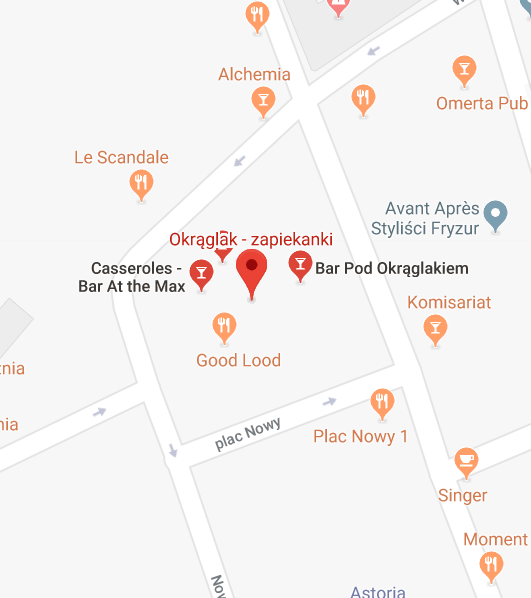 W
Alchemia
Omerta Pub
Le Scandale
Avant Après
Styliści Fryzur
Okrąglak - zapiekanki
Casseroles -
Bar At the Max
Bar Pod Okrąglakiem
Komisariat
Good Lood
znia
nia
plac Nowy
Plac Nowy 1
Singer
Moment
Now
Astoria